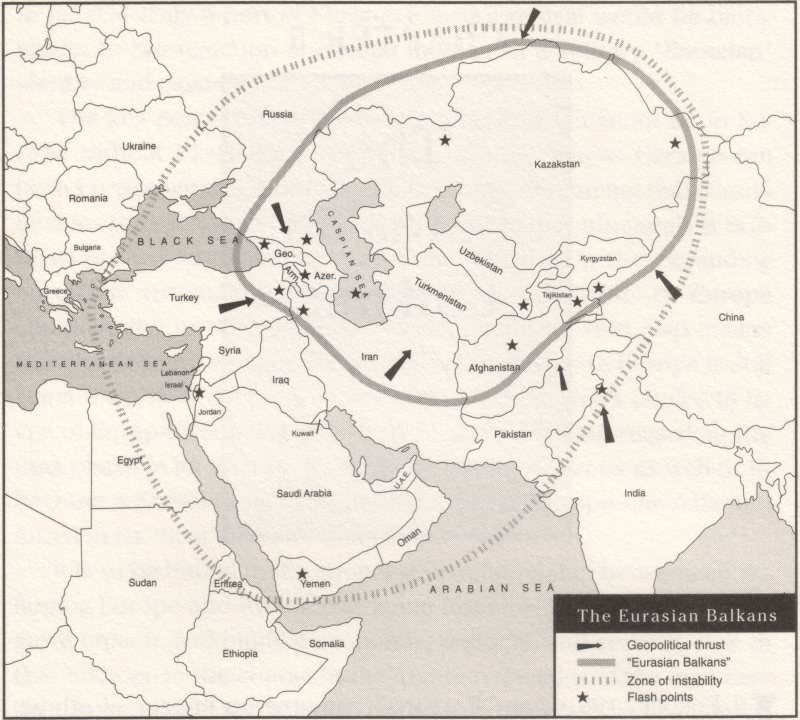 Russia
Ukraine
Kazakstan
Romania
CASPIAN SEA
Bulgaria
BLACK SEA
Geo.
Uzbekistan
Kyrgyzstan
Arm.
Azer.
Turkmenistan
Tajikistan
Greece
Turkey
China
MEDITERRANEAN SEA
Syria
Iran
Afghanistan
Lebanon
Israel
Iraq
Jordan
Kuwait
Pakistan
Egypt
U.A.E.
Saudi Arabia
India
Oman
Sudan
Eritrea
Yemen
ARABIAN SEA
Ethiopia
Somalia
The Eurasian Balkans
Geopolitical thrust
"Eurasian Balkans"
Zone of instability
Flash points